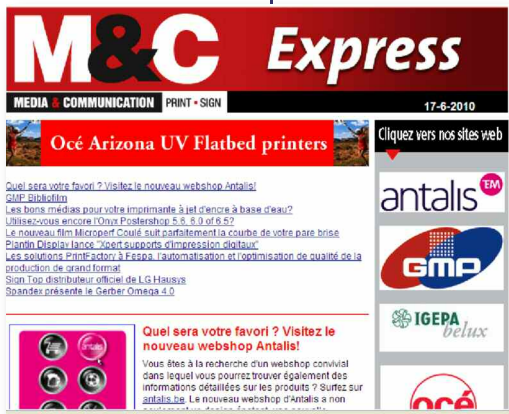 M&C Express
MEDIA & COMMUNICATION PRINT • SIGN
17-6-2010
Océ Arizona UV Flatbed printers
Cliquez vers nos sites web
Quel sera votre favori ? Visitez le nouveau webshop Antalis!
GMP Bibliofilm
Les bons médias pour votre imprimante à jet d'encre à base d'eau?
Utilisez-vous encore l'Onyx Postershop 5.6, 6.0 of 6.5?
Le nouveau film Microperf Coulé suit parfaitement la courbe de votre pare brise
Plantin Display lance "Xpert supports d'impression digitaux"
Les solutions PrintFactory à Fespa, l'automatisation et l'optimisation de qualité de la
production de grand format
Sign Top distributeur officiel de LG Hausys
Spandex présente le Gerber Omega 4.0
antalis TM
GMP
IGEPA
belux
océ
antalis
Quel sera votre favori ? Visitez le
nouveau webshop Antalis!
Vous êtes à la recherche d'un webshop convivial
dans lequel vous pourrez trouver également des
informations détaillées sur les produits ? Surfez sur
antalis.be. Le nouveau webshop d'Antalis a non